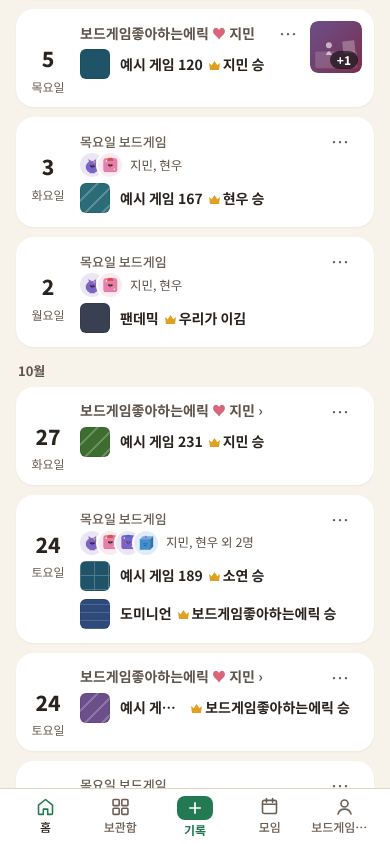 보드게임좋아하는에릭 ♥ 지민 ···
5
목요일
예시 게임 120 지민 승
+1
목요일 보드게임 ···
3
화요일
지민, 현우
예시 게임 167 현우 승
목요일 보드게임 ···
2
월요일
지민, 현우
팬데믹 우리가 이김
10월
보드게임좋아하는에릭 ♥ 지민 › ···
27
화요일
예시 게임 231 지민 승
목요일 보드게임 ···
24
토요일
지민, 현우 외 2명
예시 게임 189 소연 승
도미니언 보드게임좋아하는에릭 승
보드게임좋아하는에릭 ♥ 지민 › ···
24
토요일
예시 게… 보드게임좋아하는에릭 승
목요일 보드게임 ···
홈
보관함
기록
모임
보드게임…